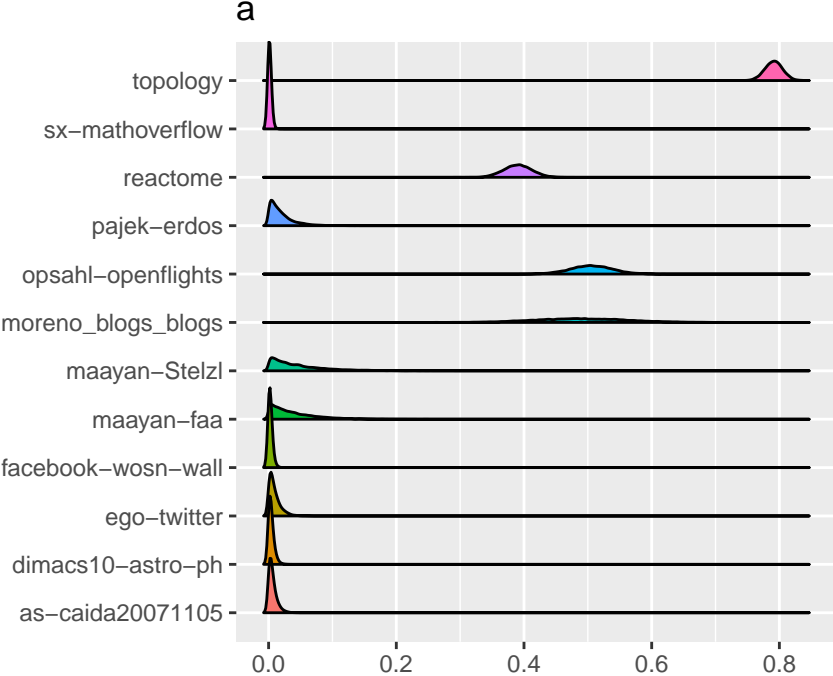 a
topology
sx−mathoverflow
reactome
pajek−erdos
opsahl−openflights
moreno_blogs_blogs
maayan−Stelzl
maayan−faa
facebook−wosn−wall
ego−twitter
dimacs10−astro−ph
as−caida20071105
0.0 0.2 0.4 0.6 0.8